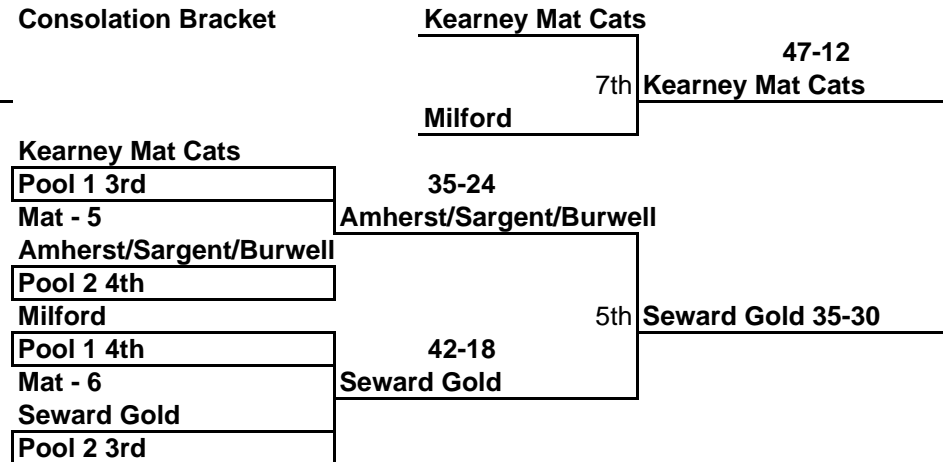 Consolation Bracket Kearney Mat Cats
47-12
7th Kearney Mat Cats
Milford
Kearney Mat Cats
Pool 1 3rd 35-24
Mat - 5 Amherst/Sargent/Burwell
Amherst/Sargent/Burwell
Pool 2 4th
Milford 5th Seward Gold 35-30
Pool 1 4th 42-18
Mat - 6 Seward Gold
Seward Gold
Pool 2 3rd